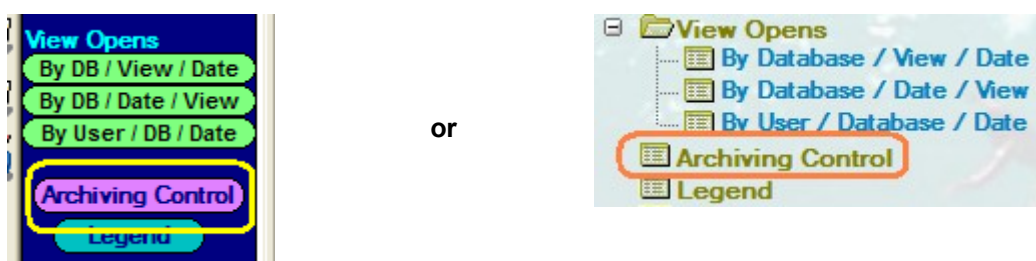 View Opens
By DB / View / Date
By DB / Date / View
By User / DB / Date
Archiving Control
Legend
or
View Opens
By Database / View / Date
By Database / Date / View
By User / Database / Date
Archiving Control
Legend